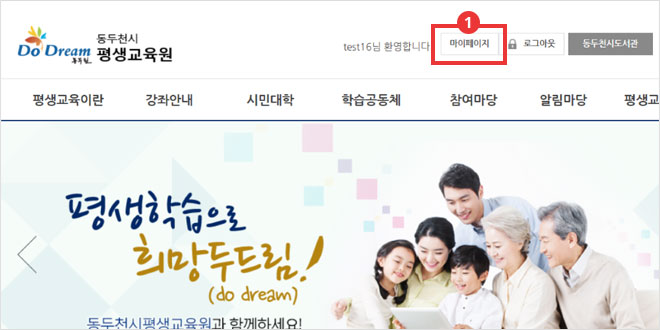 Do Dream
동두천
동두천시
평생교육원
test16님 환영합니다
1
마이페이지
로그아웃
동두천시도서관
평생교육이란 강좌안내 시민대학 학습공동체 참여마당 알림마당 평생교
평생학습으로
희망두드림!
(do dream)
동두천시평생교육원과 함께하세요!